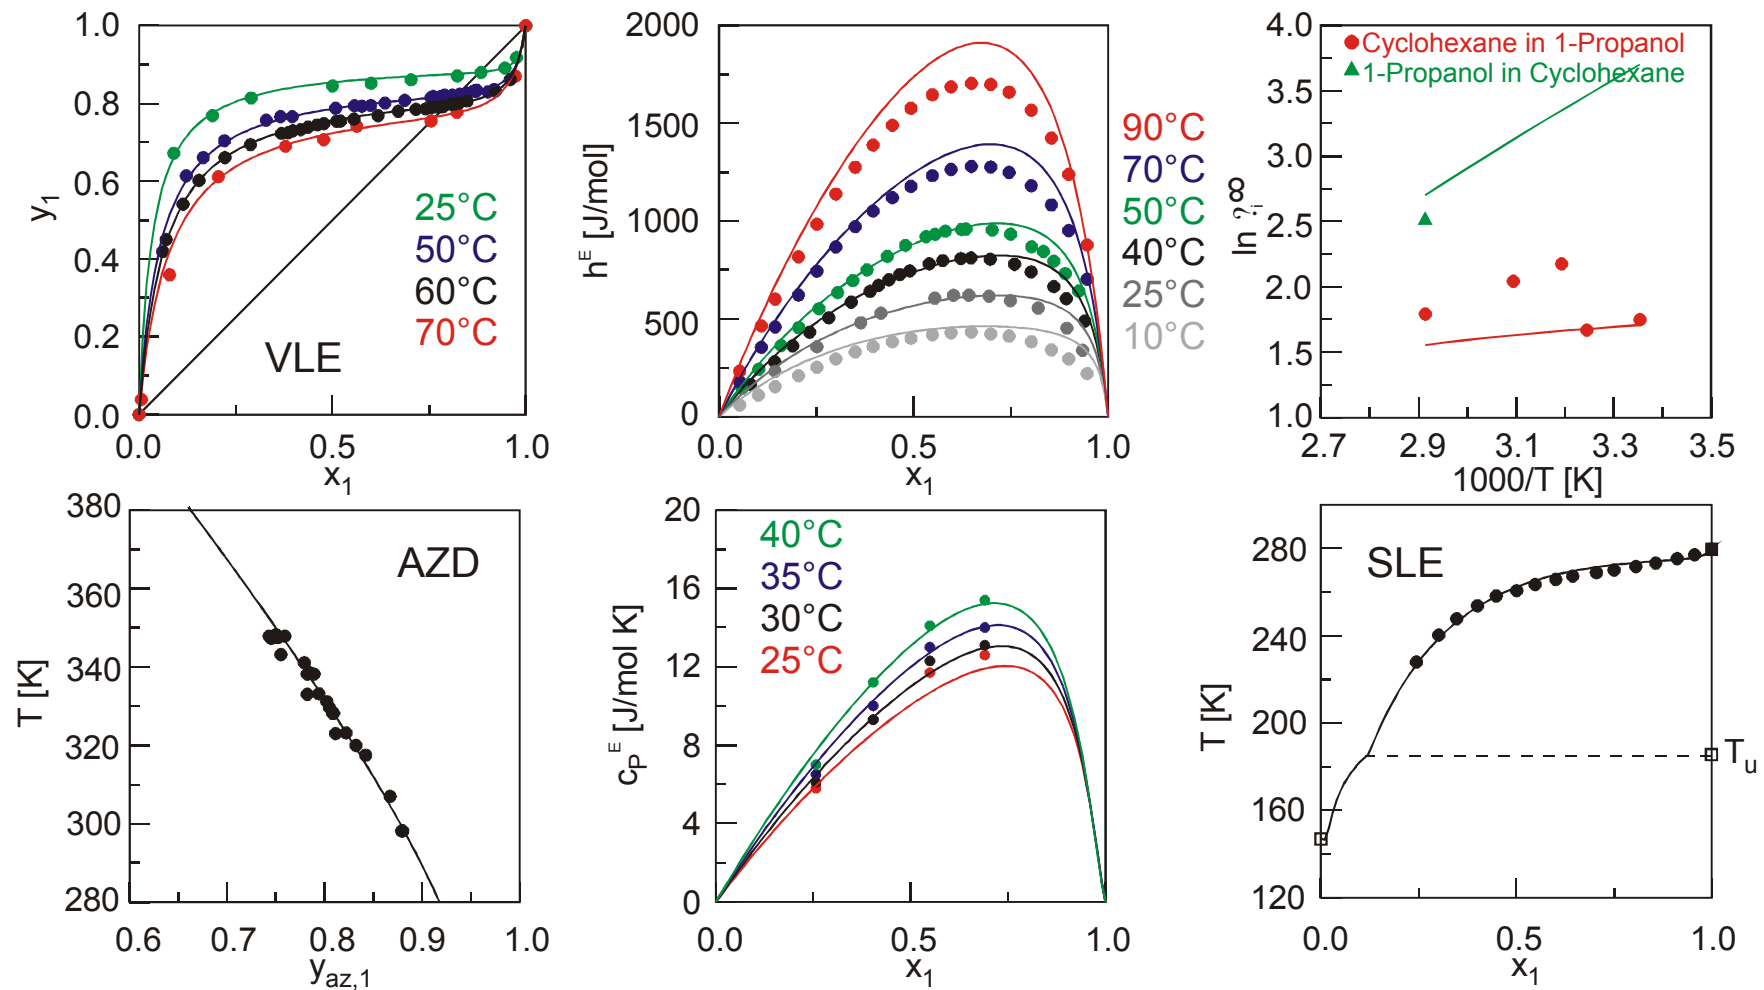 1.0
0.8
0.6
0.4
0.2
0.0
y1
25°C
50°C
60°C
70°C
VLE
0.0
0.5
1.0
x1
2000
1500
1000
500
0
hE [J/mol]
90°C
70°C
50°C
40°C
25°C
10°C
0.0
0.5
1.0
x1
4.0
3.5
3.0
2.5
2.0
1.5
1.0
ln ?i∞
Cyclohexane in 1-Propanol
1-Propanol in Cyclohexane
2.7
2.9
3.1
3.3
3.5
1000/T [K]
380
360
340
320
300
280
T [K]
AZD
0.6
0.7
0.8
0.9
1.0
yaz,1
20
16
12
8
4
0
cPE [J/mol K]
40°C
35°C
30°C
25°C
0.0
0.5
1.0
x1
280
240
200
160
120
T [K]
SLE
Tu
0.0
0.5
1.0
x1